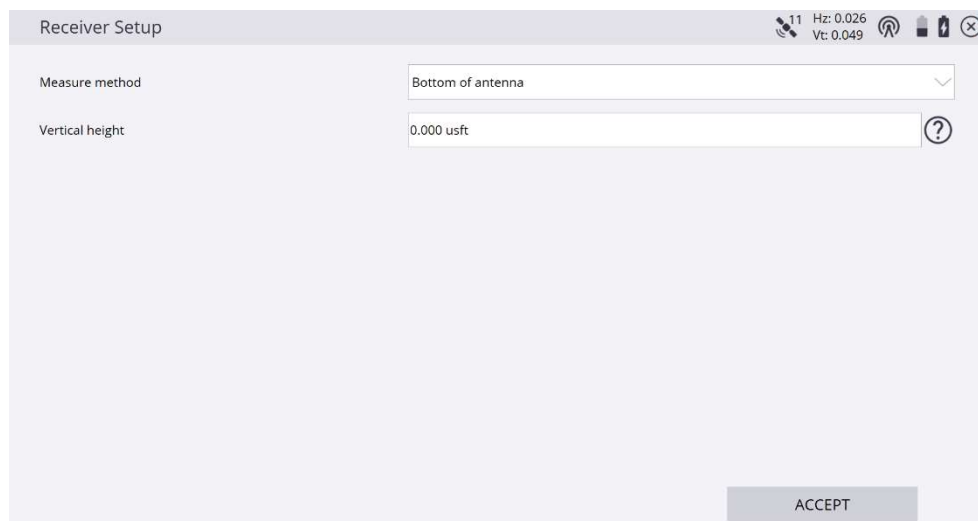 Receiver Setup
11
Hz: 0.026
Vt: 0.049
Measure method
Bottom of antenna
Vertical height
0.000 usft
?
ACCEPT